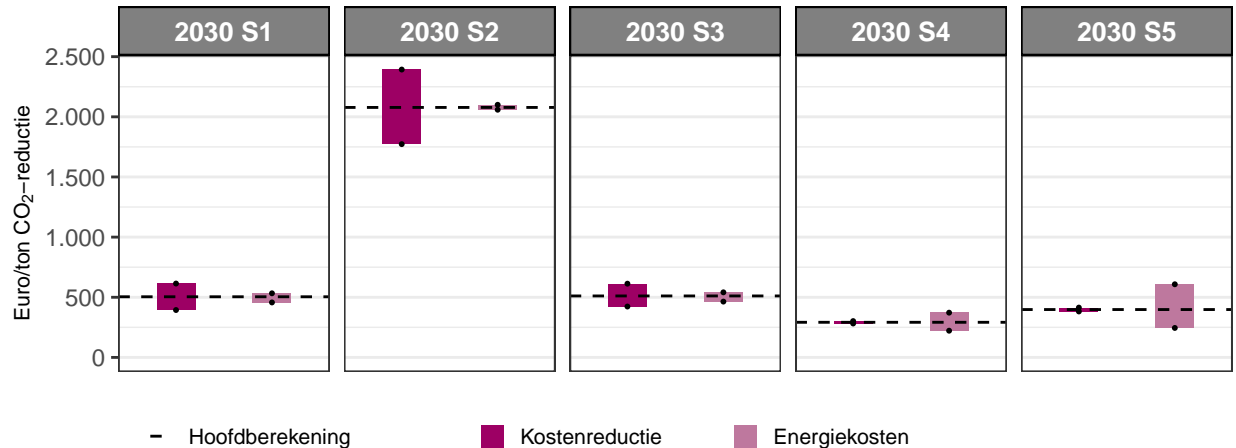 2030 S1 2030 S2 2030 S3 2030 S4 2030 S5
Euro/ton CO₂−reductie
2.500
2.000
1.500
1.000
500
0
Hoofdberekening Kostenreductie Energiekosten